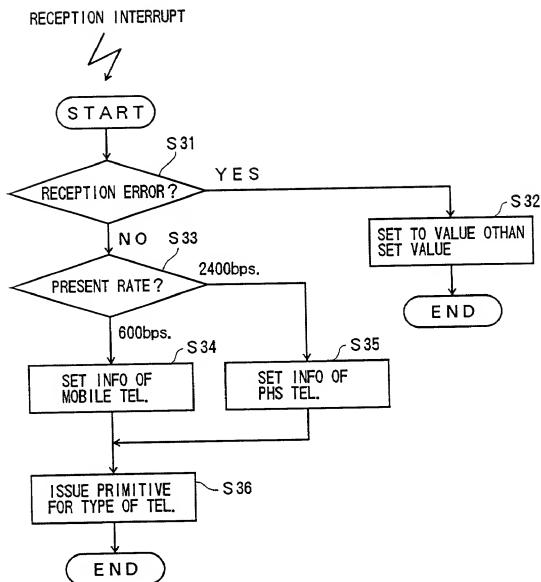 RECEPTION INTERRUPT
START
S31
RECEPTION ERROR?
YES
S32
SET TO VALUE OTHAN
SET VALUE
END
NO
S33
PRESENT RATE?
2400bps.
600bps.
S34
SET INFO OF
MOBILE TEL.
S35
SET INFO OF
PHS TEL.
ISSUE PRIMITIVE
FOR TYPE OF TEL.
S36
END